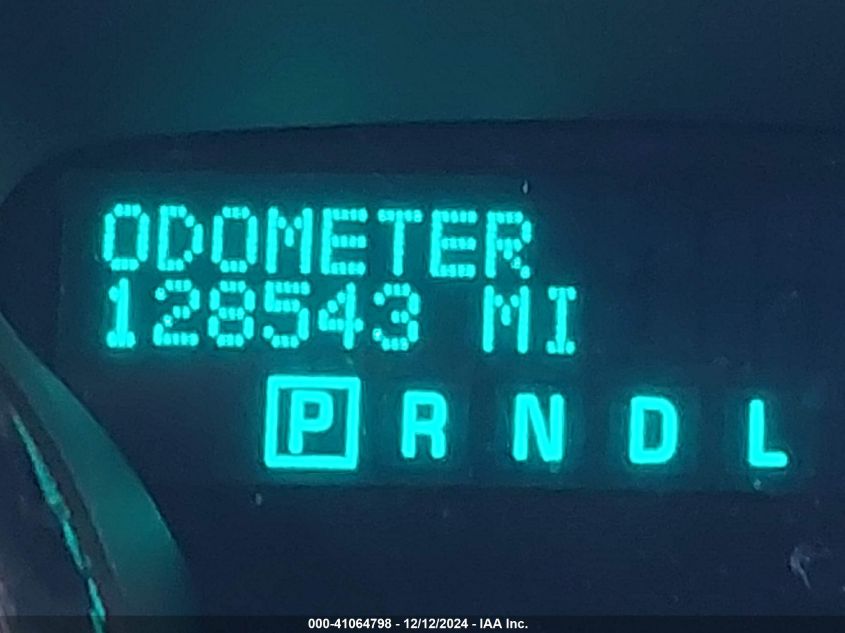 ODOMETER
128543 MI
P R N D L
000-41064798 - 12/12/2024 - IAA Inc.